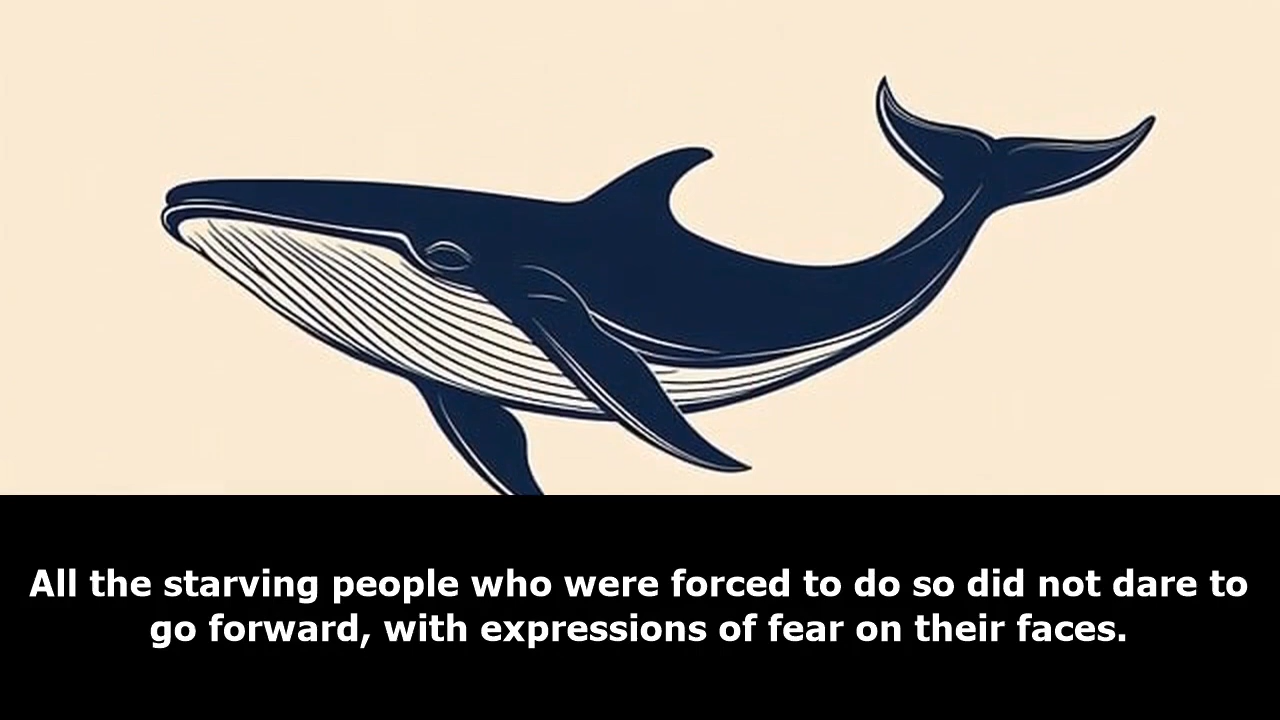 All the starving people who were forced to do so did not dare to
go forward, with expressions of fear on their faces.